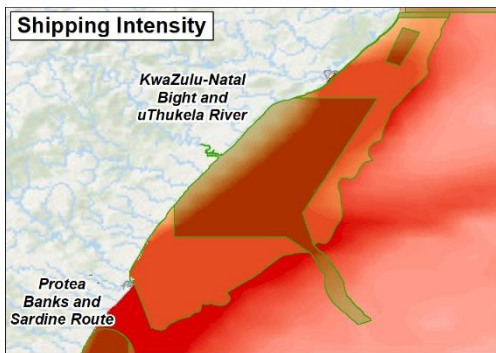 Shipping Intensity
KwaZulu-Natal
Bight and
uThukela River
Protea
Banks and
Sardine Route